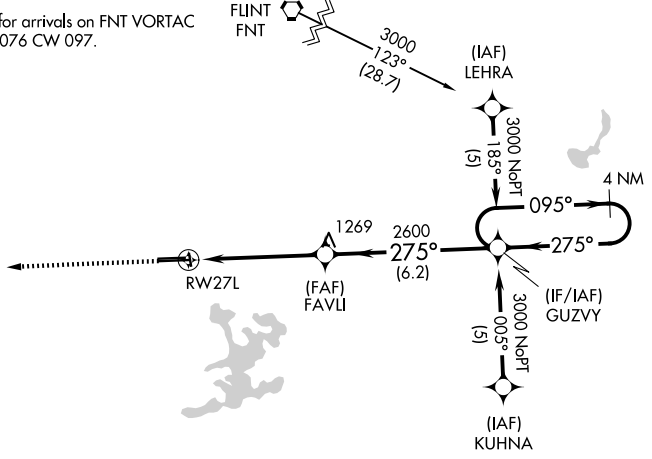 for arrivals on FNT VORTAC
076 CW 097.
FLINT
FNT
3000
123°
(28.7)
(IAF)
LEHRA
3000 NoPT
185°
(5)
4 NM
095°
1269
2600
275°
275°
(6.2)
RW27L
(FAF)
FAVLI
(IF/IAF)
GUZVY
3000 NoPT
005°
(5)
(IAF)
KUHNA